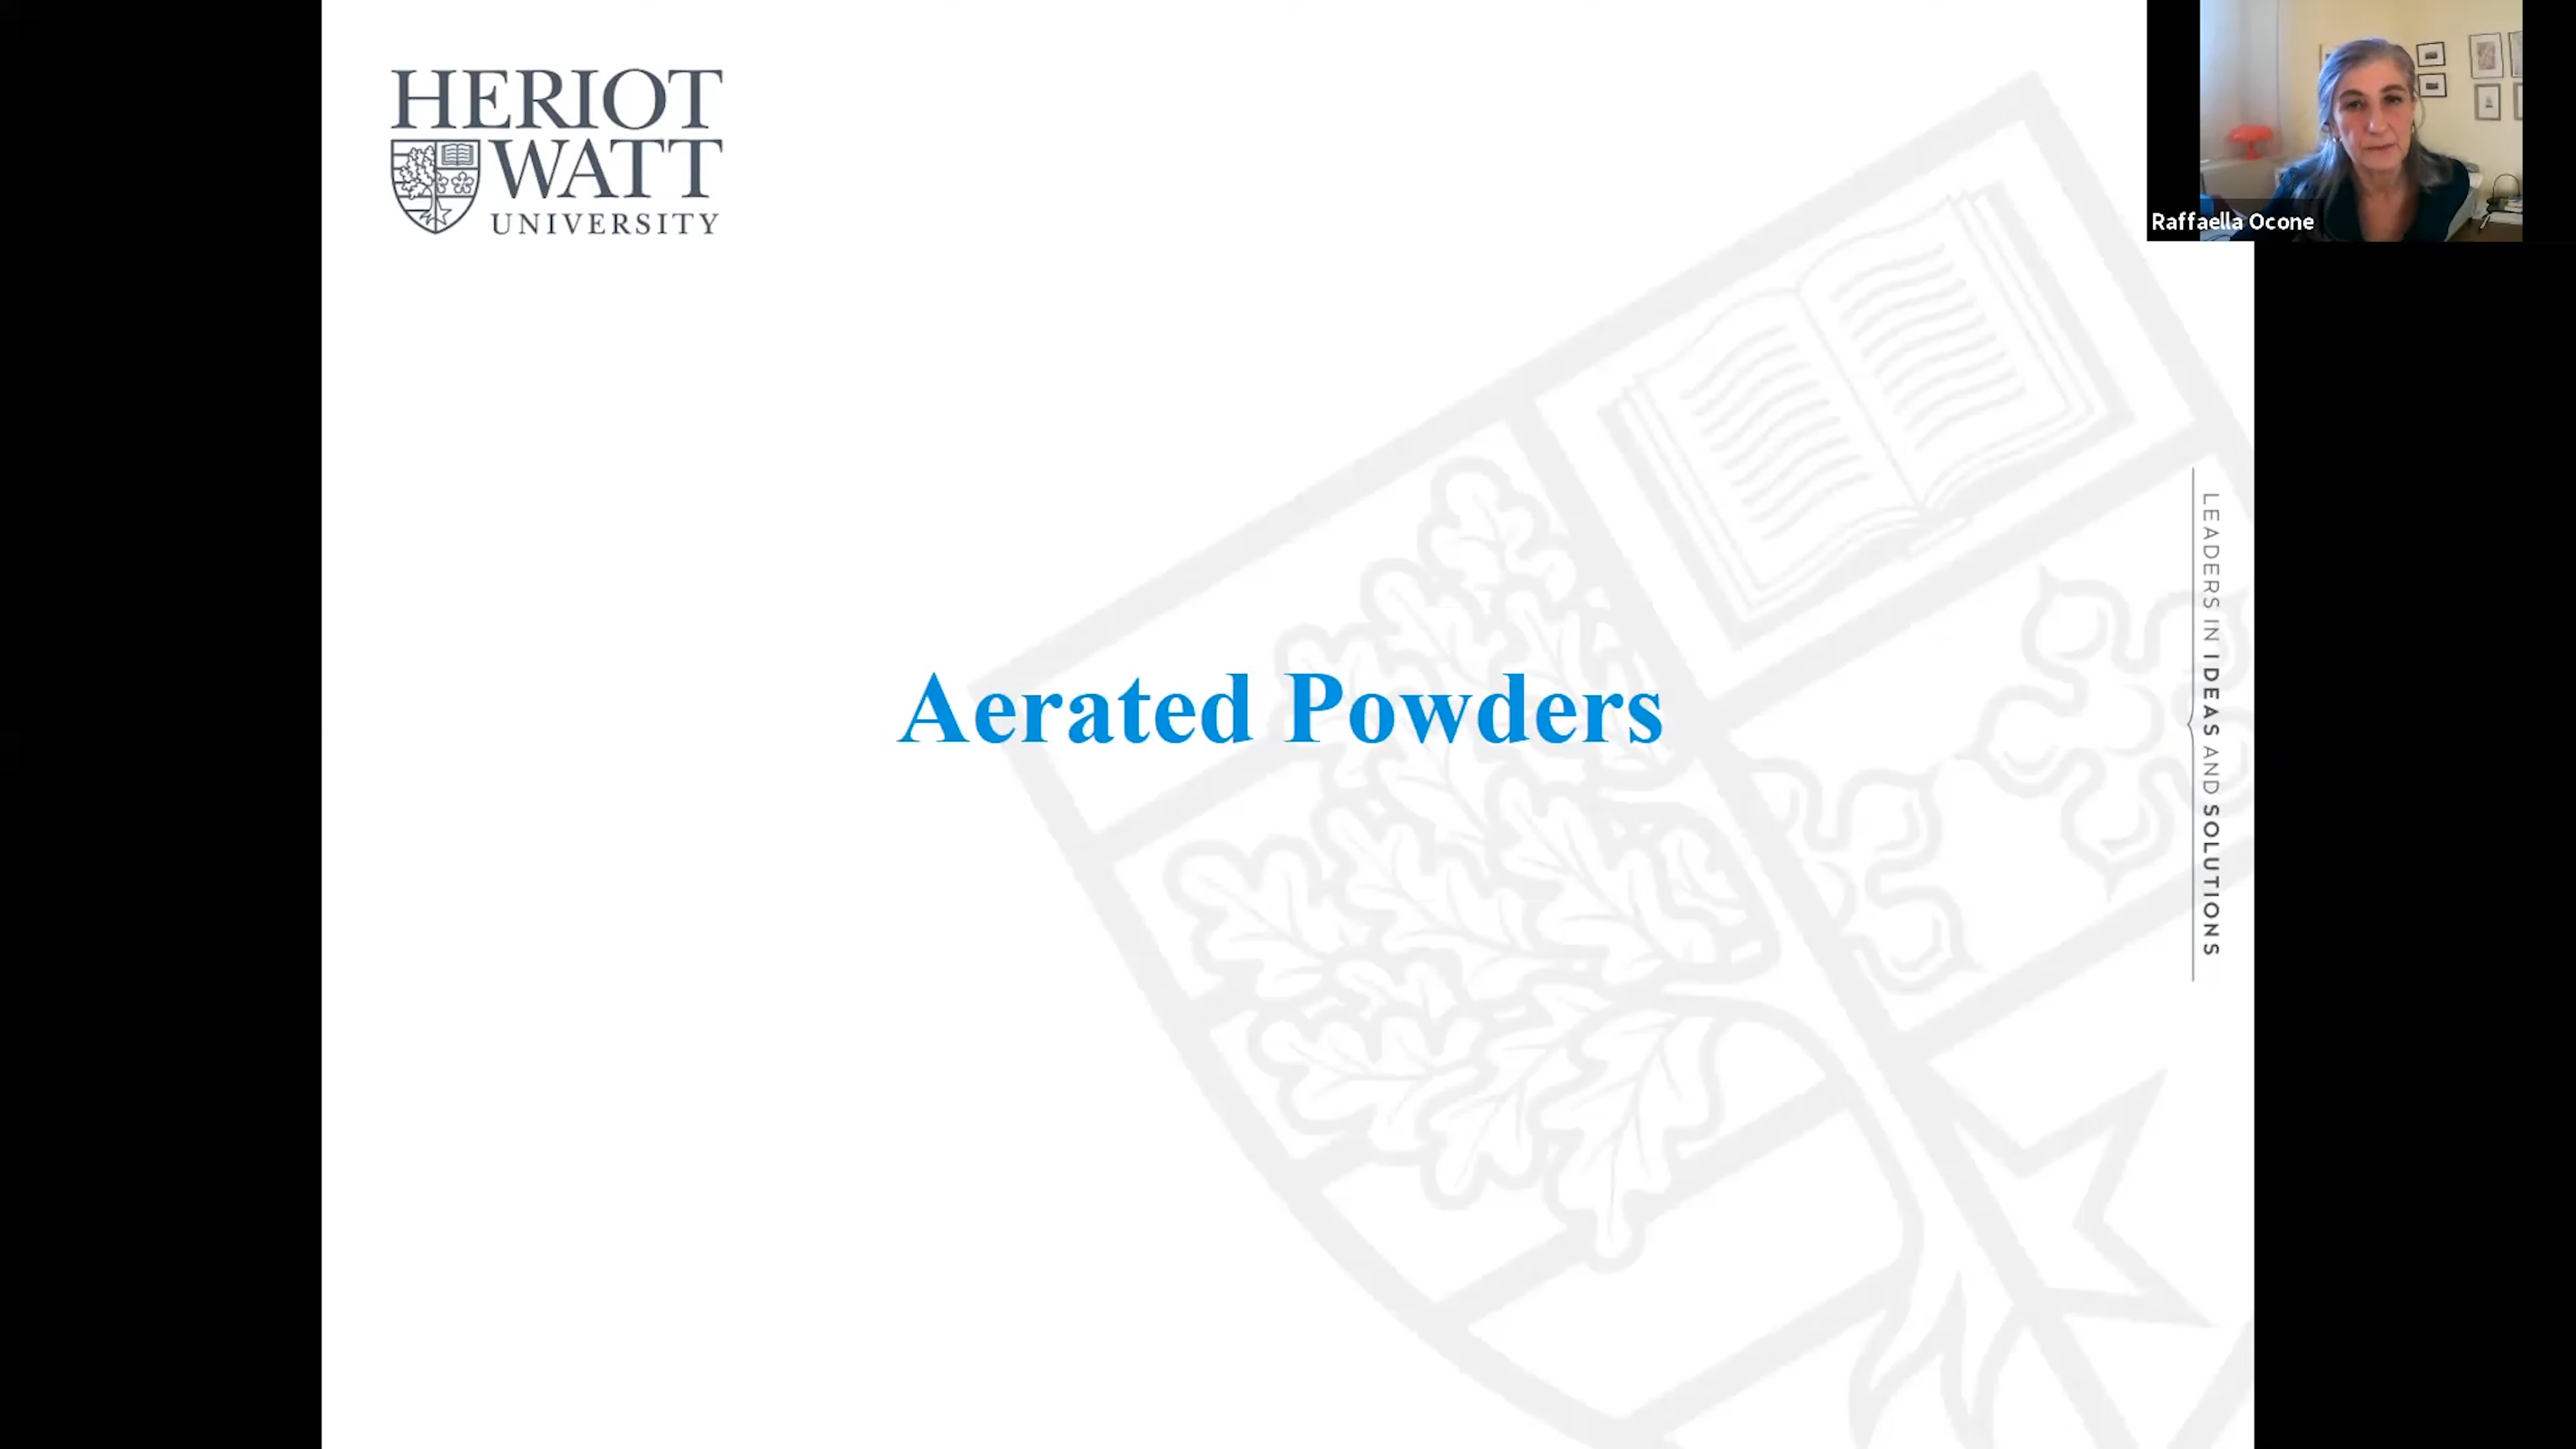 HERIOT
WATT
UNIVERSITY
Raffaella Ocone
Aerated Powders
LEADERS IN IDEAS AND SOLUTIONS